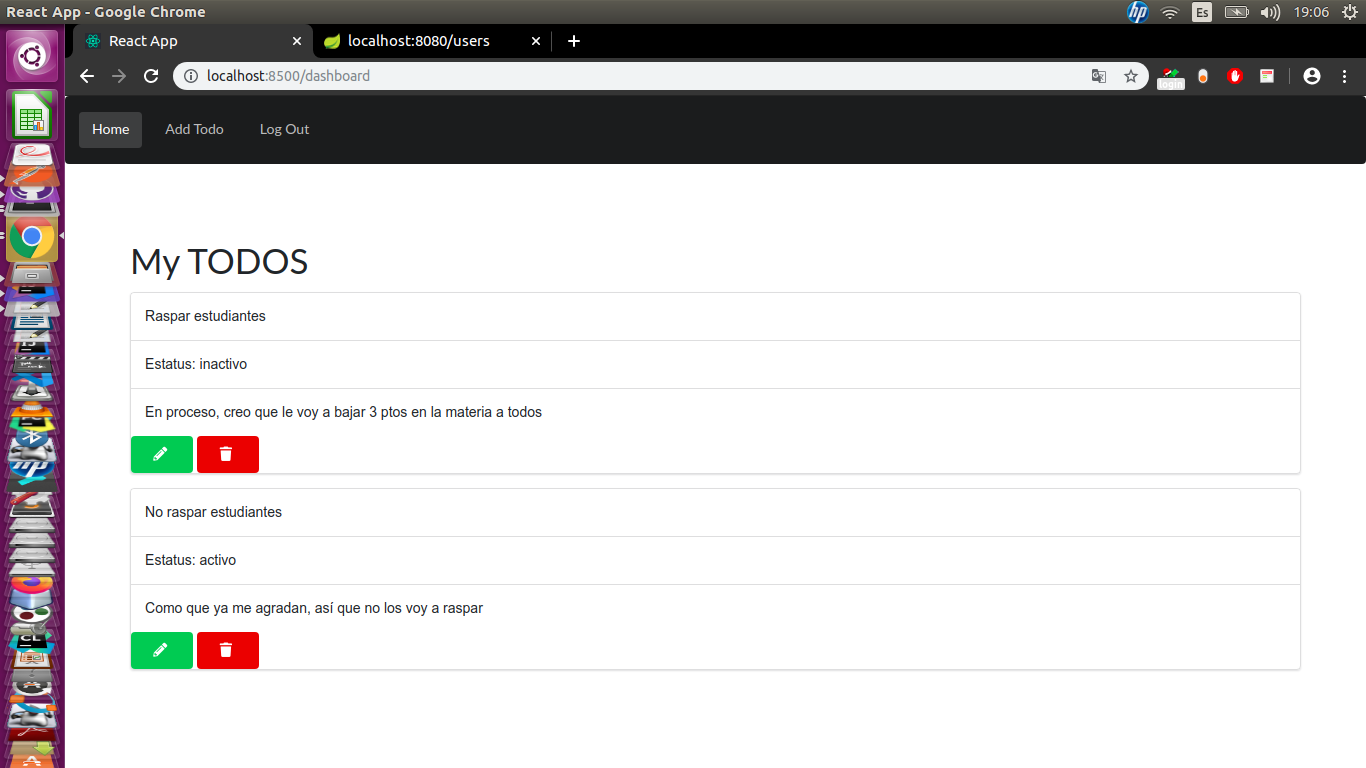 React App - Google Chrome
Es
19:06
React App
localhost:8080/users
localhost:8500/dashboard
login
Home
Add Todo
Log Out
My TODOS
Raspar estudiantes
Estatus: inactivo
En proceso, creo que le voy a bajar 3 ptos en la materia a todos
No raspar estudiantes
Estatus: activo
Como que ya me agradan, así que no los voy a raspar